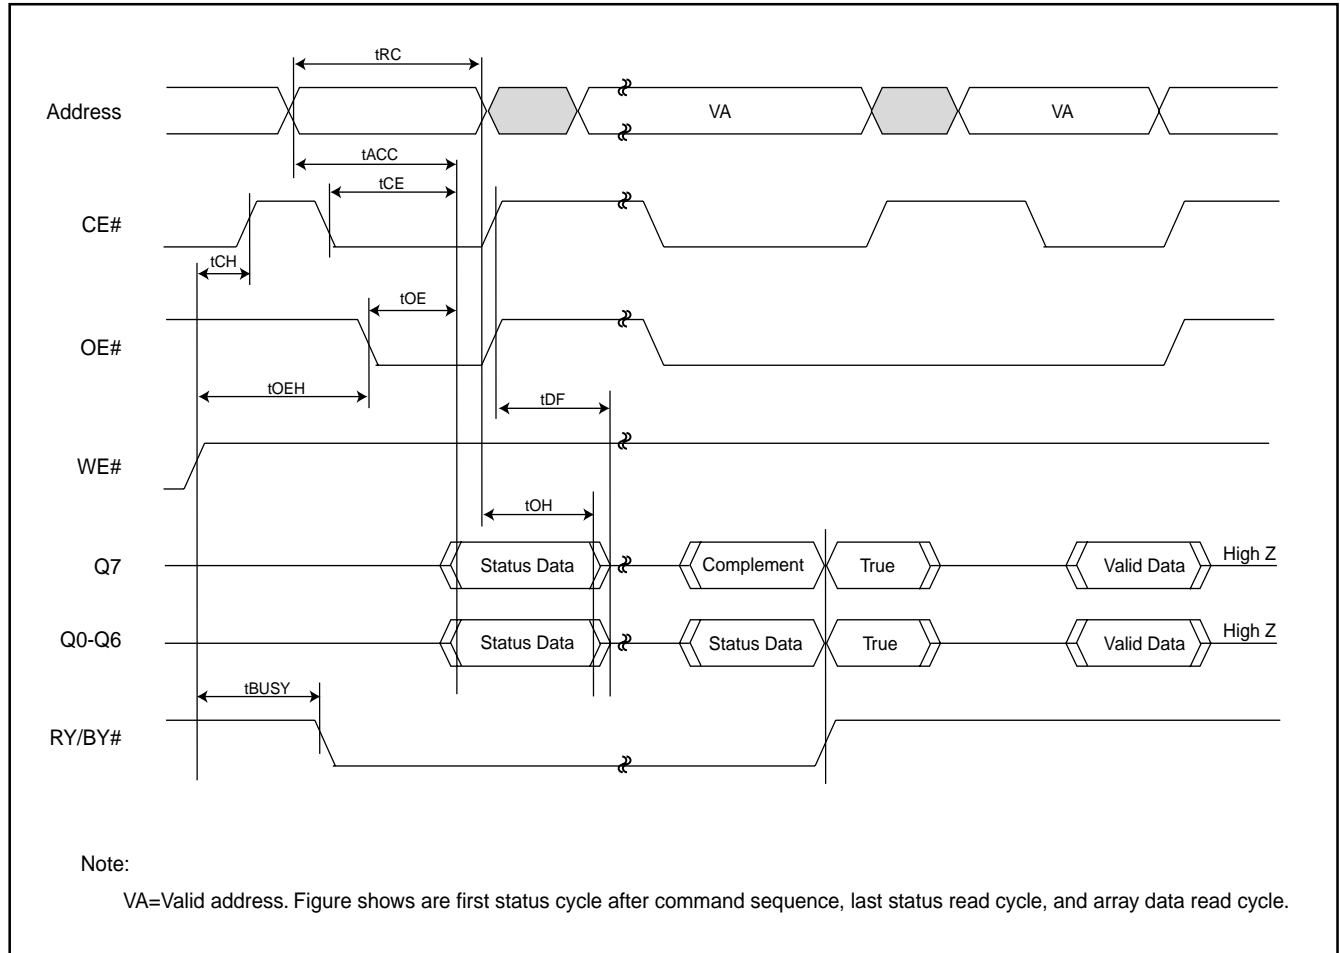 tRC
Address VA VA
tACC
tCE
CE#
tCH
tOE
OE#
tOEH
tDF
WE#
tOH
Q7 Status Data Complement True Valid Data High Z
Q0-Q6 Status Data Status Data True Valid Data High Z
tBUSY
RY/BY#
Note:
VA=Valid address. Figure shows are first status cycle after command sequence, last status read cycle, and array data read cycle.